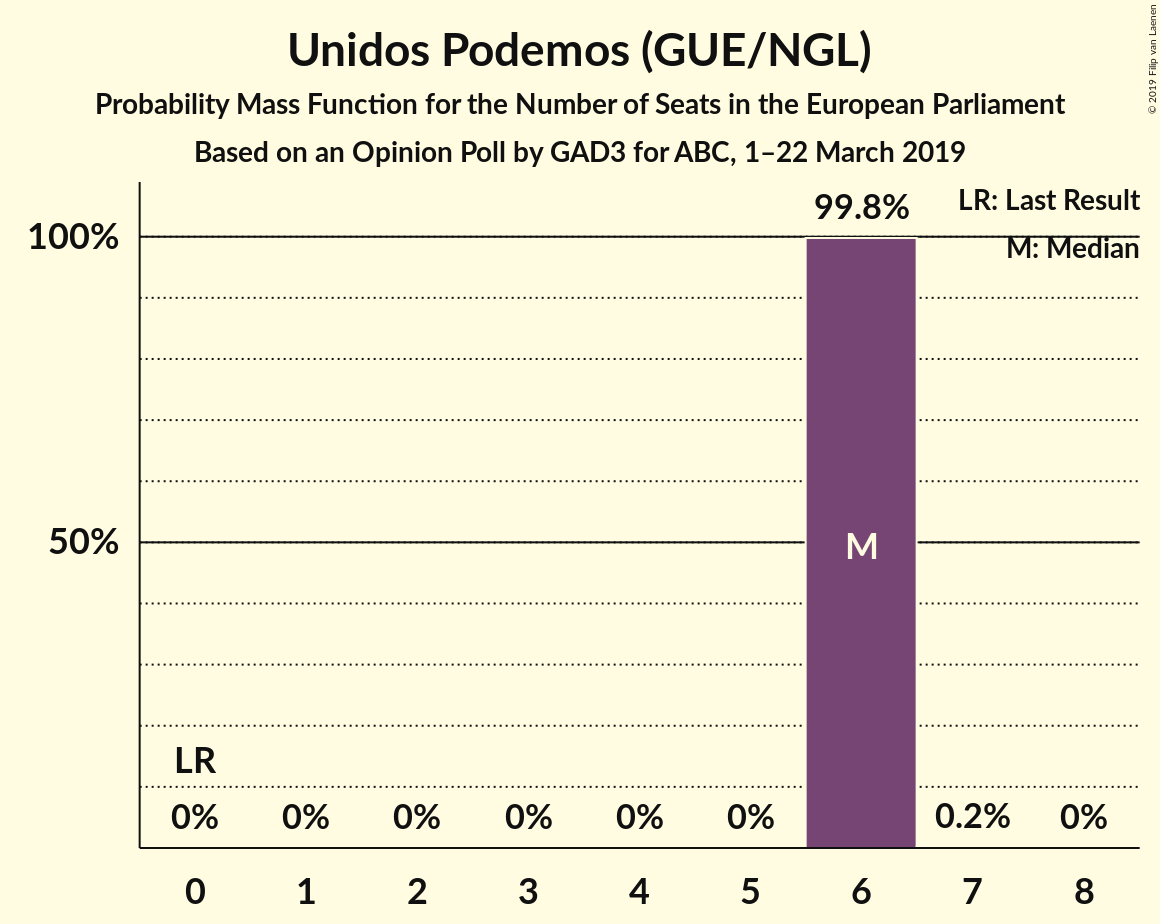 Unidos Podemos (GUE/NGL)
Probability Mass Function for the Number of Seats in the European Parliament
Based on an Opinion Poll by GAD3 for ABC, 1–22 March 2019
© 2019 Filip van Laenen
99.8%
LR: Last Result
100%
M: Median
50%
M
LR
0% 0% 0% 0% 0% 0% 0.2% 0%
0 1 2 3 4 5 6 7 8